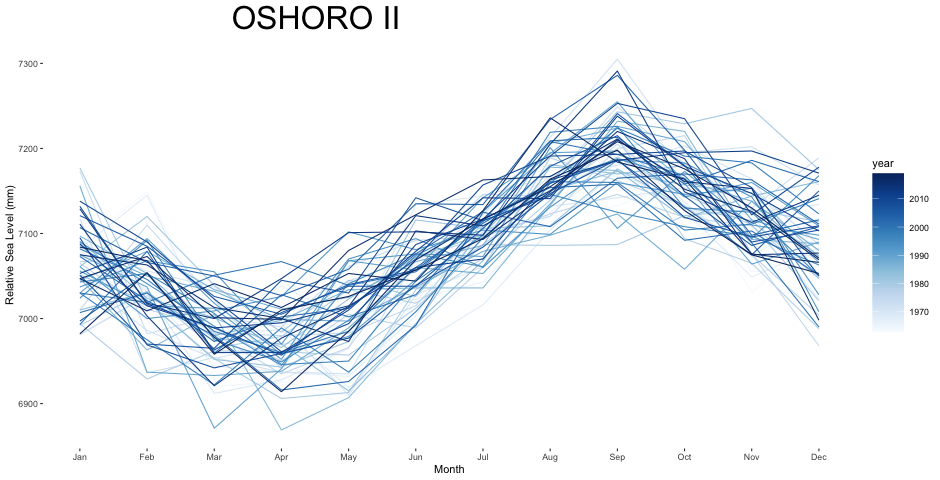 OSHORO II
7300
7200
7100
7000
6900
Relative Sea Level (mm)
Jan Feb Mar Apr May Jun Jul Aug Sep Oct Nov Dec
Month
year
2010
2000
1990
1980
1970